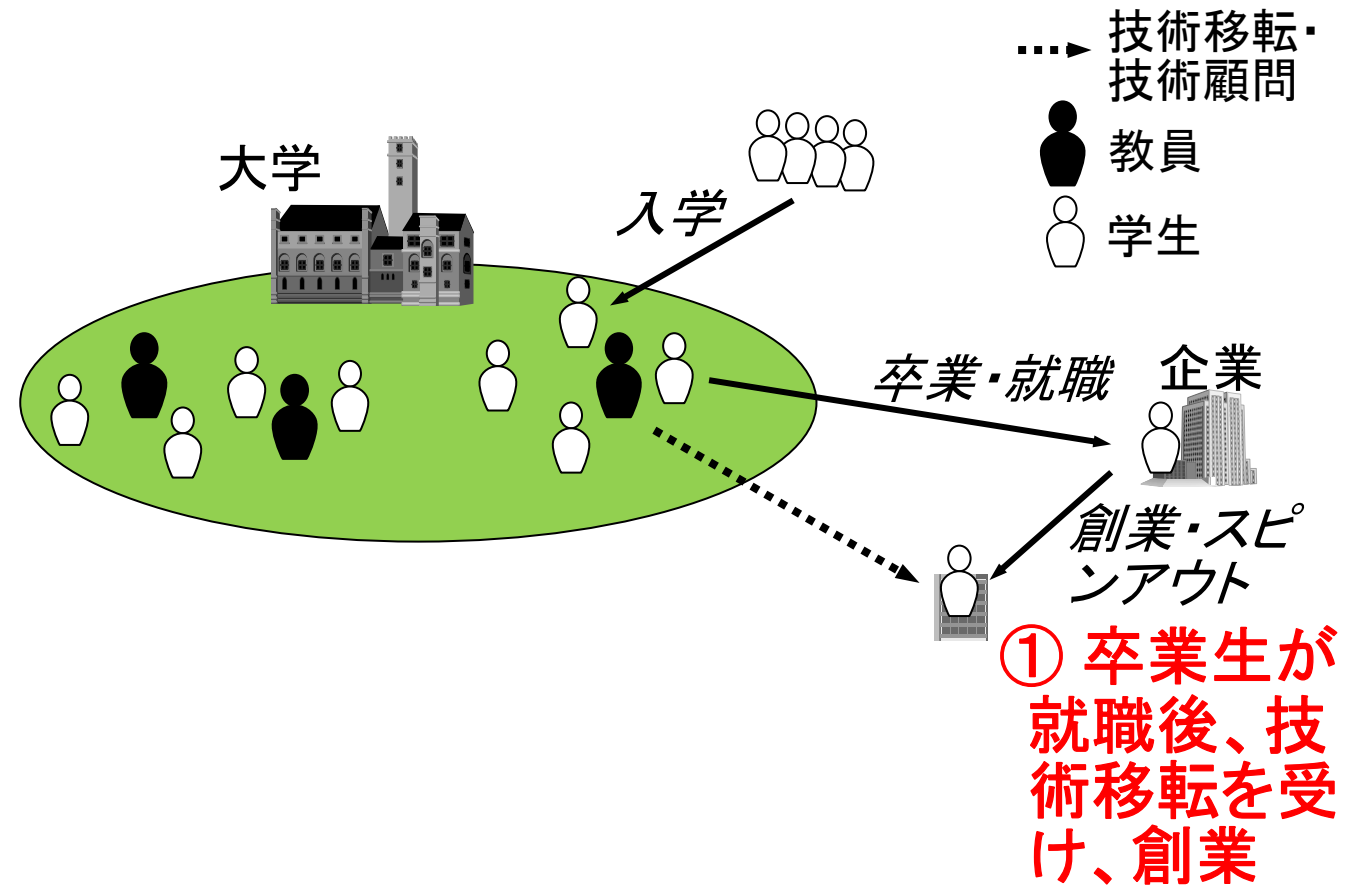 技術移転・
技術顧問
教員
学生
大学
入学
卒業・就職
企業
創業・スピ
ンアウト
① 卒業生が
就職後、技
術移転を受
け、創業